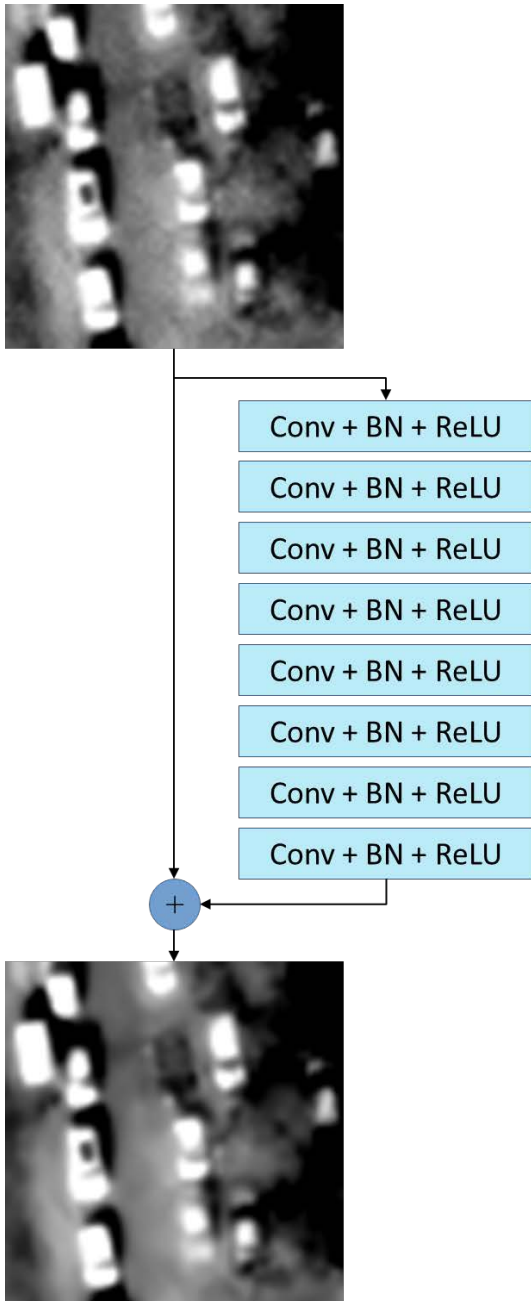 Conv + BN + ReLU
Conv + BN + ReLU
Conv + BN + ReLU
Conv + BN + ReLU
Conv + BN + ReLU
Conv + BN + ReLU
Conv + BN + ReLU
Conv + BN + ReLU
+